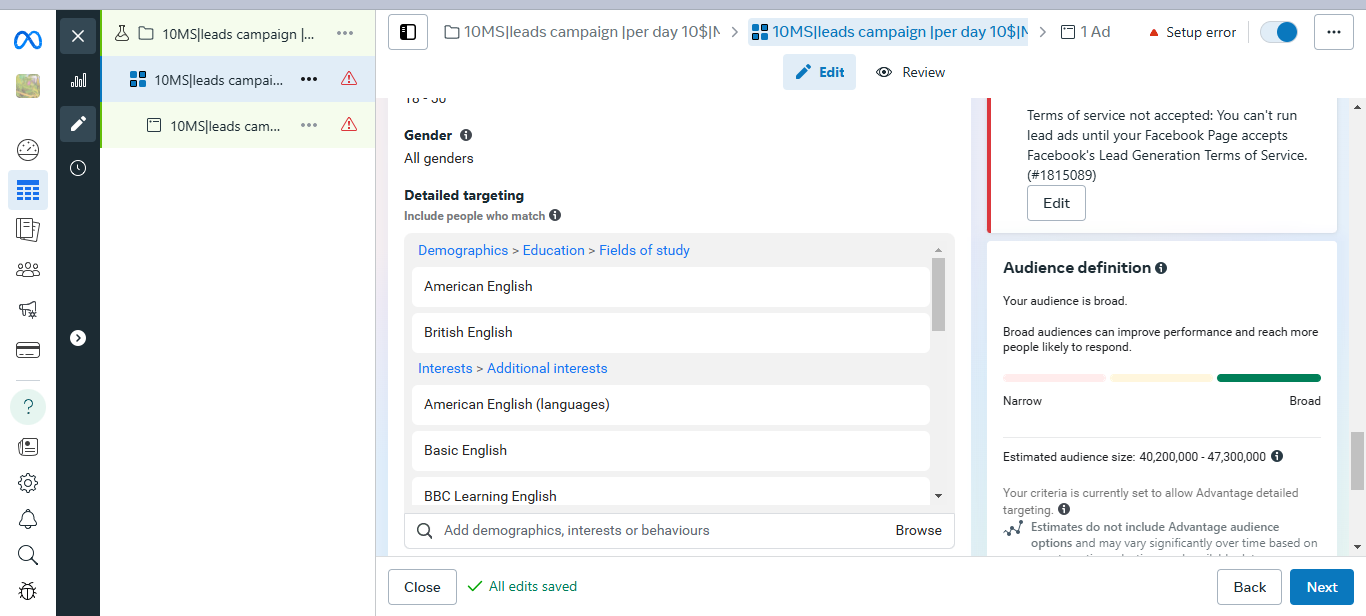 10MS|leads campaign |...
10MS|leads campai...
10MS|leads cam...
10MS|leads campaign |per day 10$|
10MS|leads campaign |per day 10$|
1 Ad
Setup error
Edit
Review
Gender
All genders
Detailed targeting
Include people who match
Demographics > Education > Fields of study
American English
British English
Interests > Additional interests
American English (languages)
Basic English
BBC Learning English
Add demographics, interests or behaviours
Browse
Terms of service not accepted: You can't run
lead ads until your Facebook Page accepts
Facebook's Lead Generation Terms of Service.
(#1815089)
Edit
Audience definition
Your audience is broad.
Broad audiences can improve performance and reach more
people likely to respond.
Narrow
Broad
Estimated audience size: 40,200,000 - 47,300,000
Your criteria is currently set to allow Advantage detailed
targeting.
Estimates do not include Advantage audience
options and may vary significantly over time based on
Close
All edits saved
Back
Next